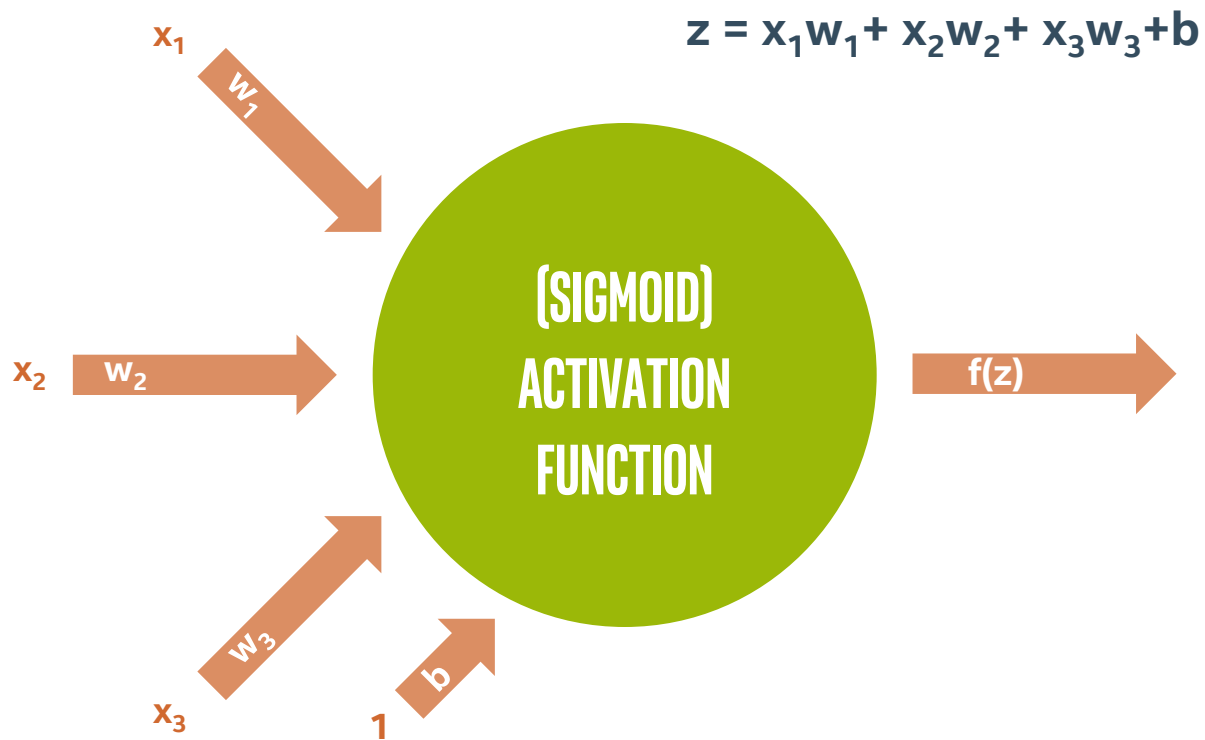 z = x₁w₁+ x₂w₂+ x₃w₃+b
x₁
w₁
(SIGMOID)
ACTIVATION
FUNCTION
x₂
w₂
f(z)
w₃
x₃
b
1